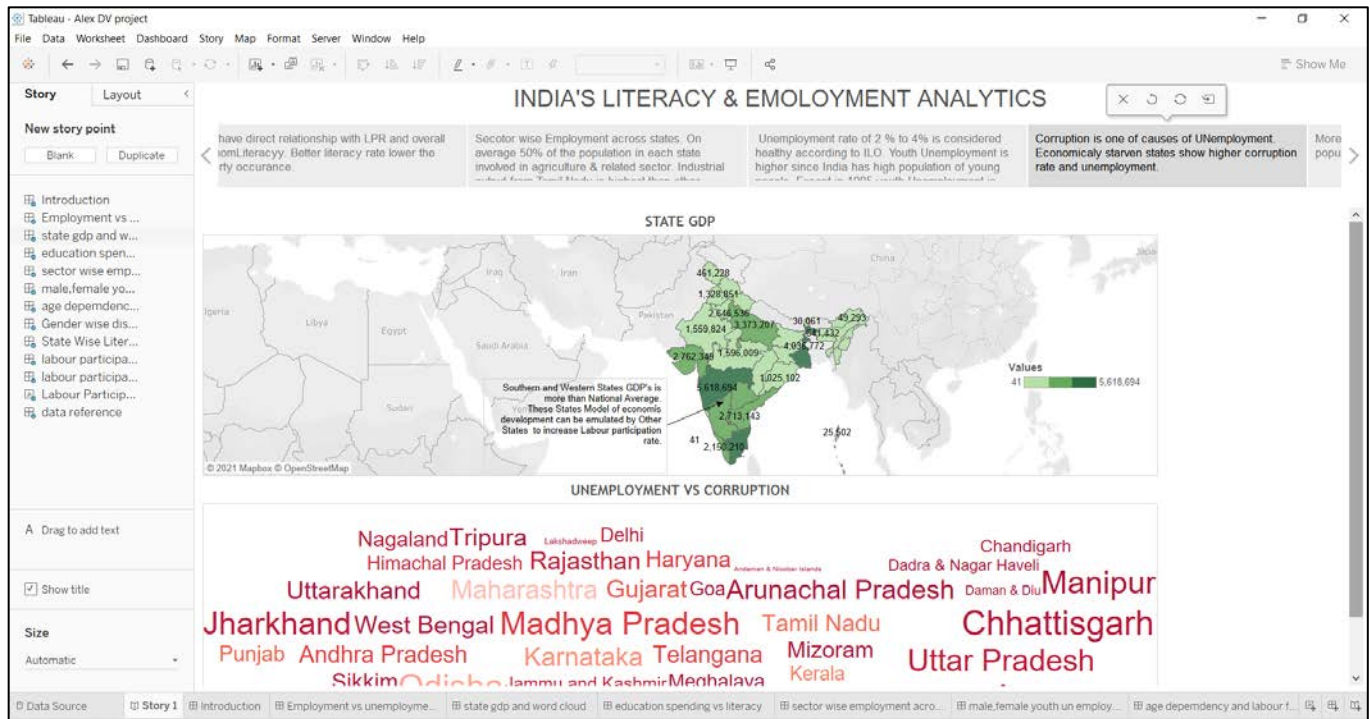 Tableau - Alex DV project
File Data Worksheet Dashboard Story Map Format Server Window Help
Show Me
Story Layout
New story point
Blank Duplicate
Introduction
Employment vs ...
state gdp and w...
education spen...
sector wise emp...
male,female yo...
age depemdenc...
Gender wise dis...
State Wise Liter...
labour participa...
labour participa...
Labour Particip...
data reference
A Drag to add text
Show title
Size
Automatic
INDIA'S LITERACY & EMOLOYMENT ANALYTICS
have direct relationship with LPR and overall
Literacyy. Better literacy rate lower the
occurance.
Secotor wise Employment across states. On
average 50% of the population in each state
involved in agriculture & related sector. Industrial
Unemployment rate of 2 % to 4% is considered
healthy according to ILO. Youth Unemployment is
higher since India has high population of young
Corruption is one of causes of UNemployment.
Economicaly starven states show higher corruption
rate and unemployment.
More
popu
STATE GDP
China
Iraq
Iran
Pakistan
Libya
Egypt
Saudi Arabia
Sudan
461,228
1,328,651
2,646,536
1,559,824
3,373,207
30,061
49,293
4,036,772
2,762,348
1,596,009
1,025,102
5,618,694
2,713,143
41
2,150,210
25,502
Southern and Western States GDP's is
more than National Average.
These States Model of economis
development can be emulated by Other
States to increase Labour participation
rate.
Values
41 5,618,694
© 2021 Mapbox © OpenStreetMap
UNEMPLOYMENT VS CORRUPTION
Nagaland Tripura Lakshadweep Delhi Chandigarh
Himachal Pradesh Rajasthan Haryana Andaman & Nicobar Islands Dadra & Nagar Haveli
Uttarakhand Maharashtra Gujarat Goa Arunachal Pradesh Daman & Diu Manipur
Jharkhand West Bengal Madhya Pradesh Tamil Nadu Chhattisgarh
Punjab Andhra Pradesh Karnataka Telangana Mizoram Uttar Pradesh
Kerala
Sikkim Odisha Jammu and Kashmir Meghalaya
Data Source Story 1 Introduction Employment vs unemployme... state gdp and word cloud education spending vs literacy sector wise employment acro... male,female youth un employ... age depemdency and labour f...